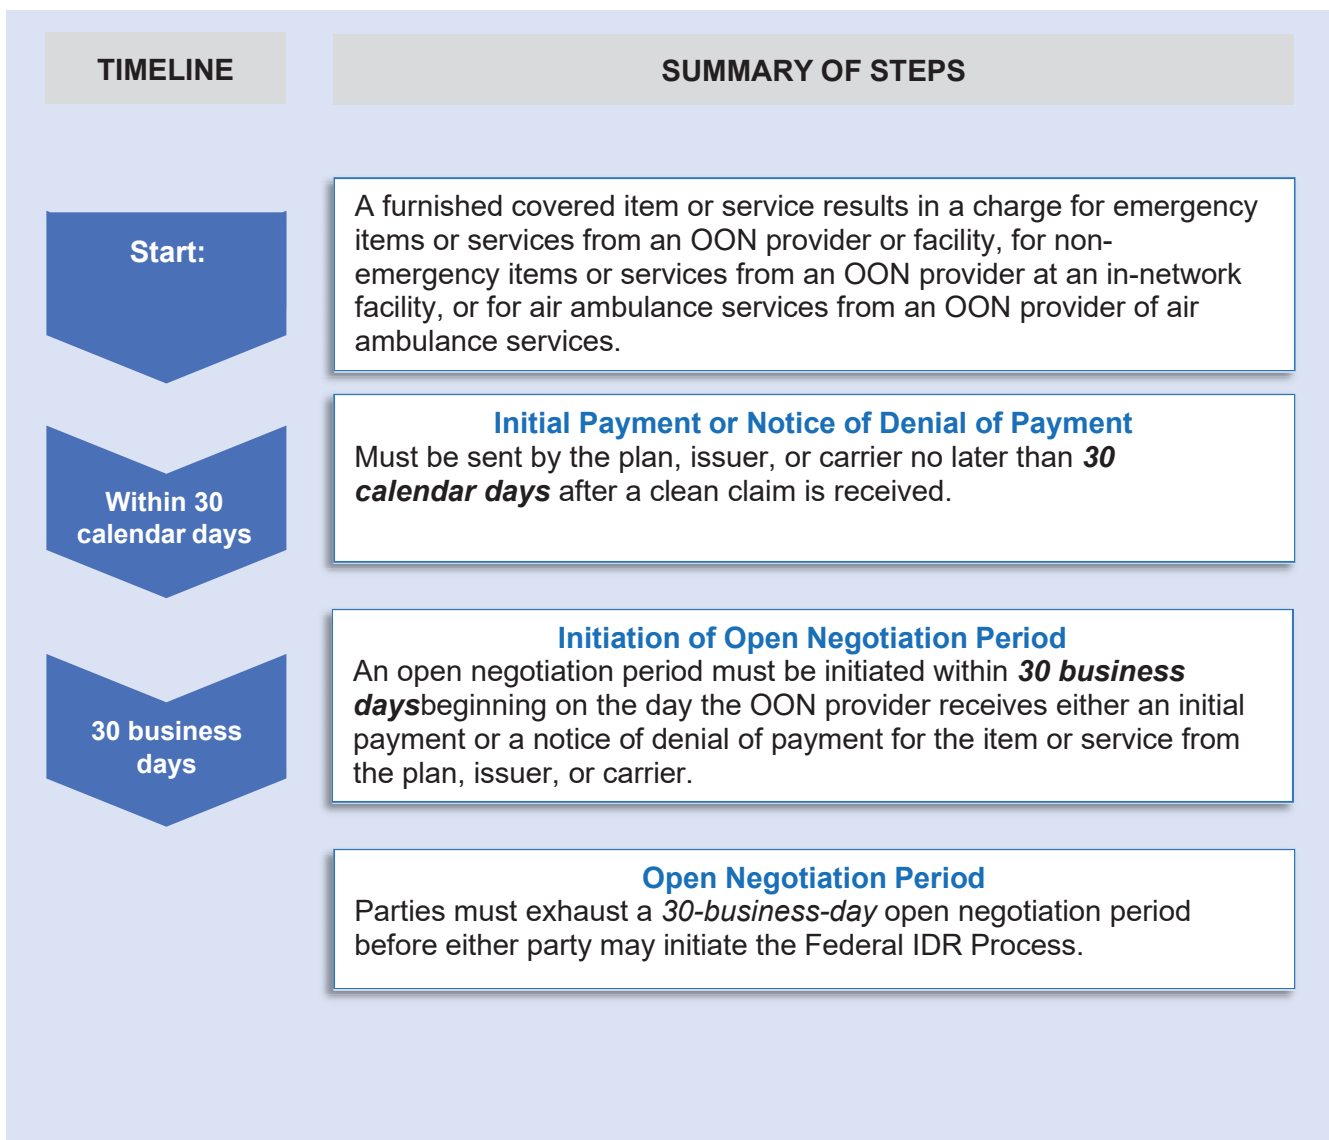 TIMELINE
SUMMARY OF STEPS
Start:
A furnished covered item or service results in a charge for emergency
items or services from an OON provider or facility, for non-
emergency items or services from an OON provider at an in-network
facility, or for air ambulance services from an OON provider of air
ambulance services.
Within 30
calendar days
Initial Payment or Notice of Denial of Payment
Must be sent by the plan, issuer, or carrier no later than 30
calendar days after a clean claim is received.
30 business
days
Initiation of Open Negotiation Period
An open negotiation period must be initiated within 30 business
daysbeginning on the day the OON provider receives either an initial
payment or a notice of denial of payment for the item or service from
the plan, issuer, or carrier.
Open Negotiation Period
Parties must exhaust a 30-business-day open negotiation period
before either party may initiate the Federal IDR Process.